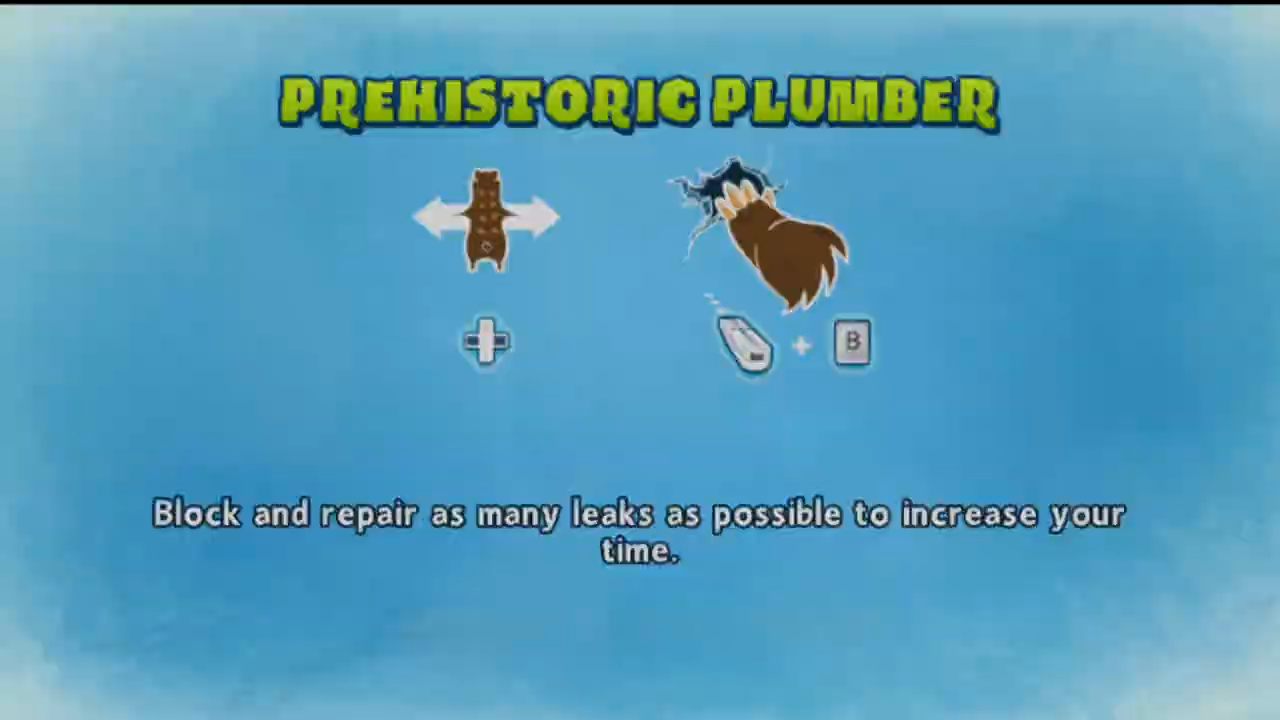 PREHISTORIC PLUMBER
+ B
Block and repair as many leaks as possible to increase your
time.